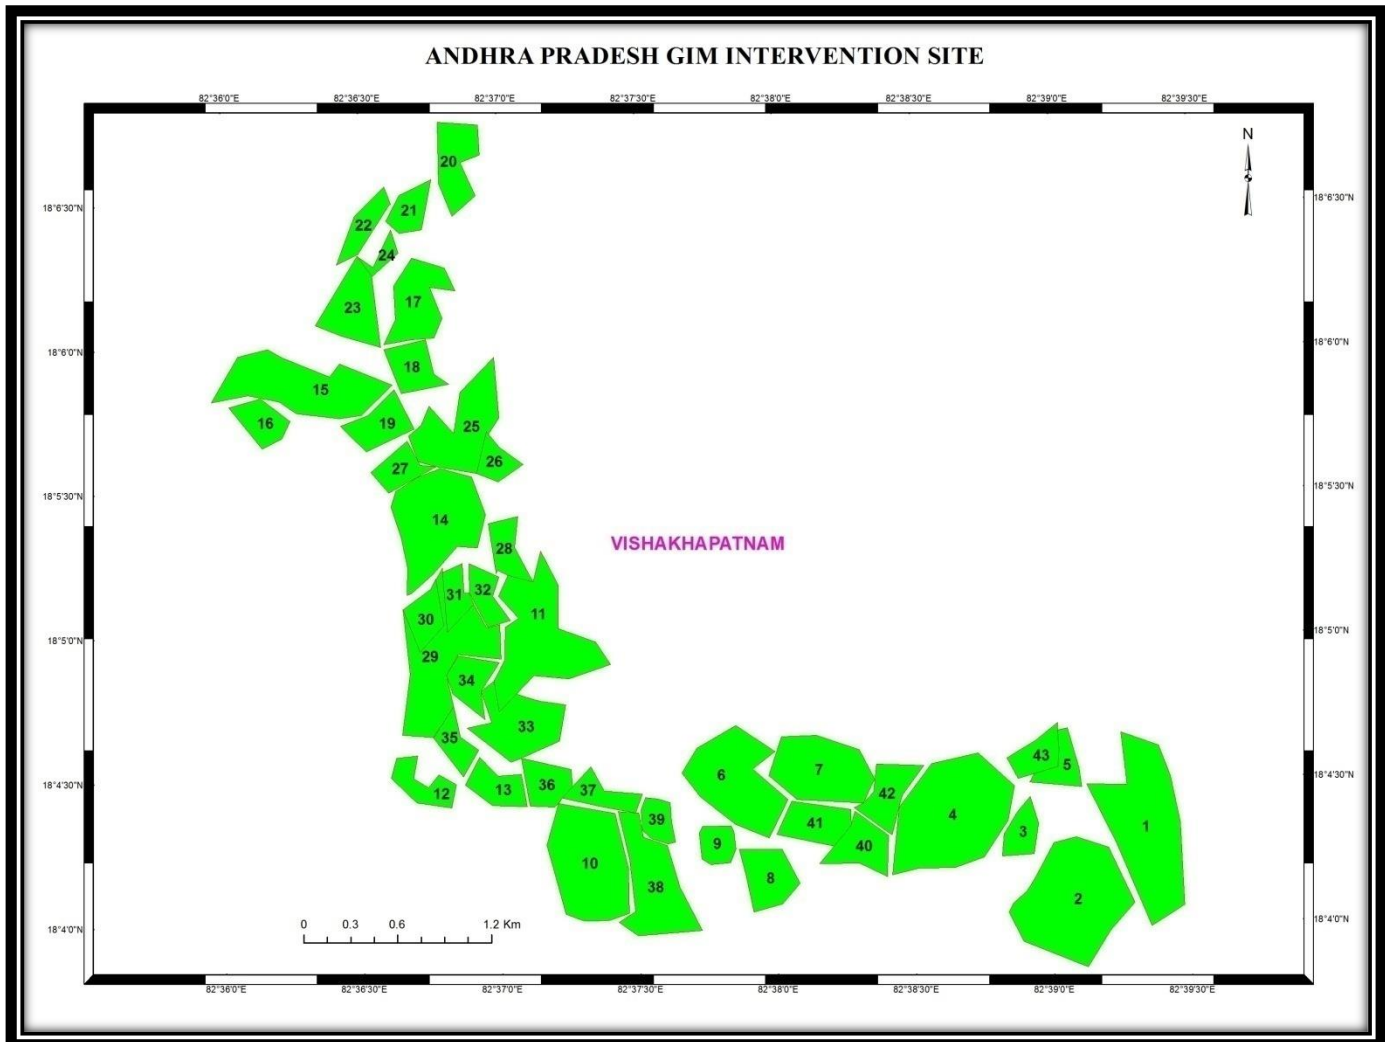 ANDHRA PRADESH GIM INTERVENTION SITE
82°36'0"E 82°36'30"E 82°37'0"E 82°37'30"E 82°38'0"E 82°38'30"E 82°39'0"E 82°39'30"E
N
20
18°6'30"N 22 21 18°6'30"N
24
23 17
18°6'0"N 18°6'0"N
18
15
16 19 25
27 26
18°5'30"N 18°5'30"N
14
28 VISHAKHAPATNAM
31 32
30 11
18°5'0"N 18°5'0"N
29
34
33
35
43 5
6 7
18°4'30"N 18°4'30"N
12 13 36 37 42
39 41 4 1
3
9 40
10
38 8
2
18°4'0"N 18°4'0"N
0 0.3 0.6 1.2 Km
82°36'0"E 82°36'30"E 82°37'0"E 82°37'30"E 82°38'0"E 82°38'30"E 82°39'0"E 82°39'30"E